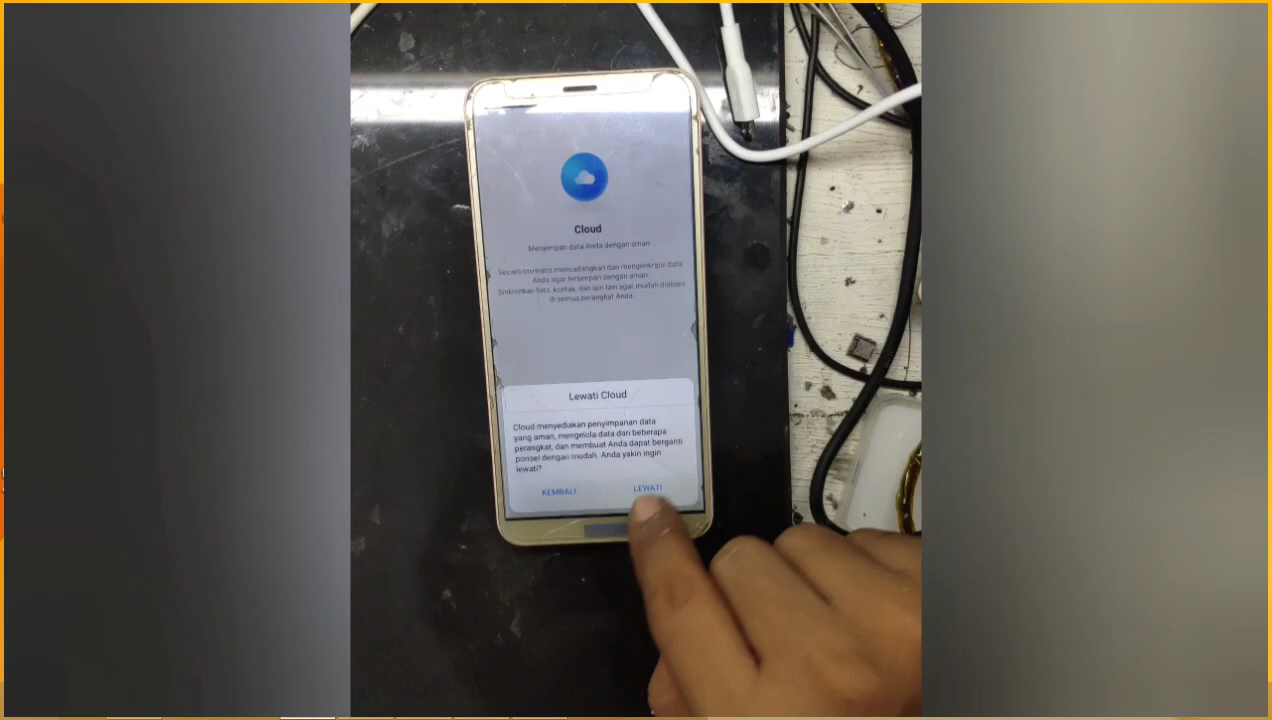 Cloud
Menyimpan data Anda dengan aman
Secara otomatis mencadangkan dan mengenkripsi data
Anda agar tersimpan dengan aman.
Sinkronkan foto, kontak, dan lain-lain agar mudah diakses
di semua perangkat Anda.
Lewati Cloud
Cloud menyediakan penyimpanan data
yang aman, mengelola data dari beberapa
perangkat, dan membuat Anda dapat berganti
ponsel dengan mudah. Anda yakin ingin
lewati?
KEMBALI
LEWATI